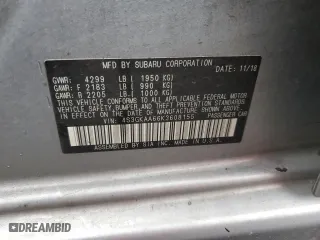 MFD BY SUBARU CORPORATION
DATE: 11/18
GVWR: 4299 LB ( 1950 KG)
GAWR: F 2183 LB ( 990 KG)
GAWR: R 2205 LB ( 1000 KG)
THIS VEHICLE CONFORMS TO ALL APPLICABLE FEDERAL MOTOR
VEHICLE SAFETY, BUMPER AND THEFT PREVENTION STANDARDS
IN EFFECT ON THE DATE OF MANUFACTURE SHOWN ABOVE.
VIN: 4S3GKAA66K3608155
PASSENGER CAR
ASSEMBLED BY SIA INC. MADE IN U.S.A.